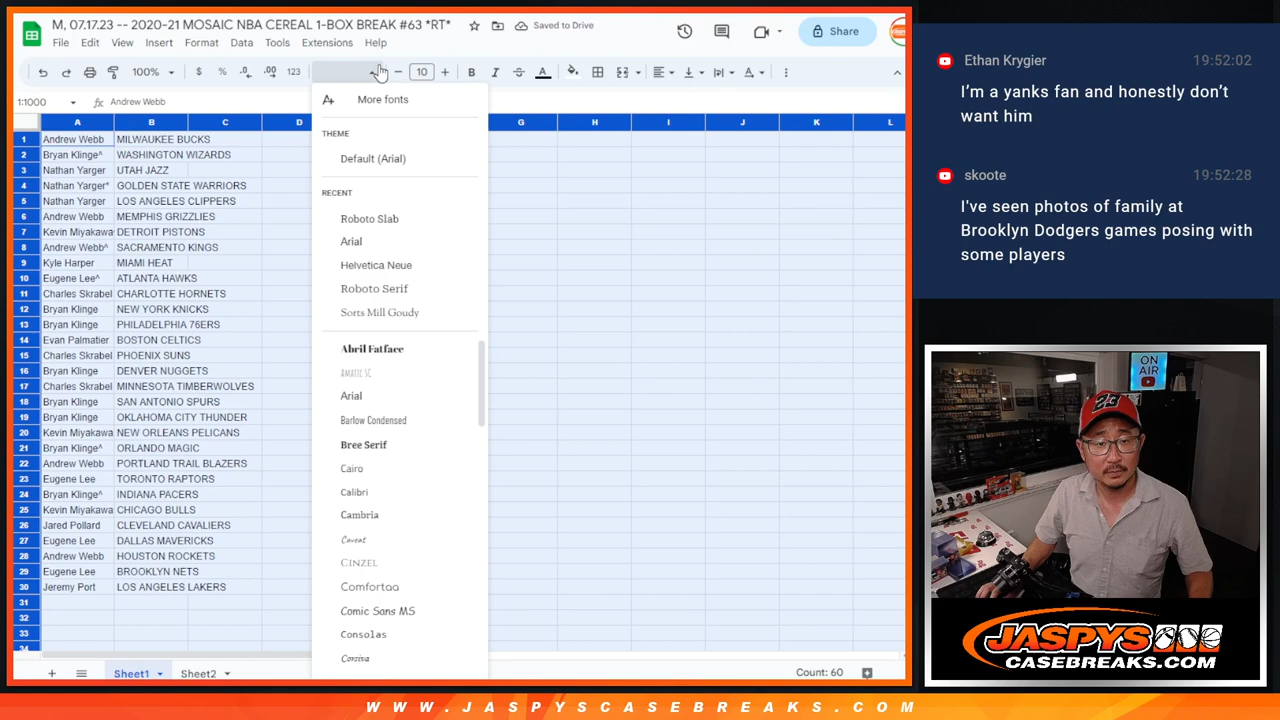 M, 07.17.23 -- 2020-21 MOSAIC NBA CEREAL 1-BOX BREAK #63 *RT*
Saved to Drive
Share
File Edit View Insert Format Data Tools Extensions Help
100% $ % .0 .00 123 10 B I S A
1:1000 fx Andrew Webb
A B C D G H I J K L
1 Andrew Webb MILWAUKEE BUCKS
2 Bryan Klinge^ WASHINGTON WIZARDS
3 Nathan Yarger UTAH JAZZ
4 Nathan Yarger* GOLDEN STATE WARRIORS
5 Nathan Yarger LOS ANGELES CLIPPERS
6 Andrew Webb MEMPHIS GRIZZLIES
7 Kevin Miyakawa DETROIT PISTONS
8 Andrew Webb^ SACRAMENTO KINGS
9 Kyle Harper MIAMI HEAT
10 Eugene Lee^ ATLANTA HAWKS
11 Charles Skrabel CHARLOTTE HORNETS
12 Bryan Klinge NEW YORK KNICKS
13 Bryan Klinge PHILADELPHIA 76ERS
14 Evan Palmatier BOSTON CELTICS
15 Charles Skrabel PHOENIX SUNS
16 Bryan Klinge DENVER NUGGETS
17 Charles Skrabel MINNESOTA TIMBERWOLVES
18 Bryan Klinge SAN ANTONIO SPURS
19 Bryan Klinge OKLAHOMA CITY THUNDER
20 Kevin Miyakawa NEW ORLEANS PELICANS
21 Bryan Klinge^ ORLANDO MAGIC
22 Andrew Webb PORTLAND TRAIL BLAZERS
23 Eugene Lee TORONTO RAPTORS
24 Bryan Klinge^ INDIANA PACERS
25 Kevin Miyakawa CHICAGO BULLS
26 Jared Pollard CLEVELAND CAVALIERS
27 Eugene Lee DALLAS MAVERICKS
28 Andrew Webb HOUSTON ROCKETS
29 Eugene Lee BROOKLYN NETS
30 Jeremy Port LOS ANGELES LAKERS
31
32
33
34
More fonts
THEME
Default (Arial)
RECENT
Roboto Slab
Arial
Helvetica Neue
Roboto Serif
Sorts Mill Goudy
Abril Fatface
AMATIC SC
Arial
Barlow Condensed
Bree Serif
Cairo
Calibri
Cambria
Caveat
CINZEL
Comfortaa
Comic Sans MS
Consolas
Corsiva
Sheet1 Sheet2 Count: 60
Ethan Krygier 19:52:02
I'm a yanks fan and honestly don't
want him
skoote 19:52:28
I've seen photos of family at
Brooklyn Dodgers games posing with
some players
ON
AIR
23
JASPYS
CASEBREAKS.COM
WWW.JASPYSCASEBREAKS.COM